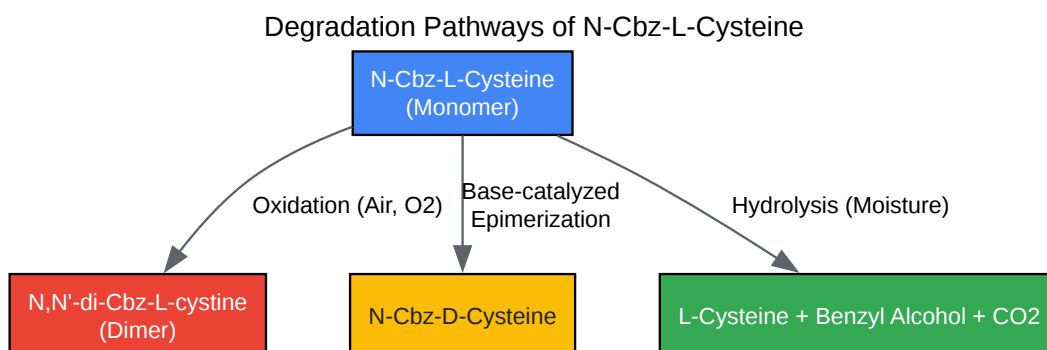 Degradation Pathways of N-Cbz-L-Cysteine
N-Cbz-L-Cysteine
(Monomer)
Oxidation (Air, O2)
Base-catalyzed
Epimerization
Hydrolysis (Moisture)
N,N'-di-Cbz-L-cystine
(Dimer)
N-Cbz-D-Cysteine
L-Cysteine + Benzyl Alcohol + CO2